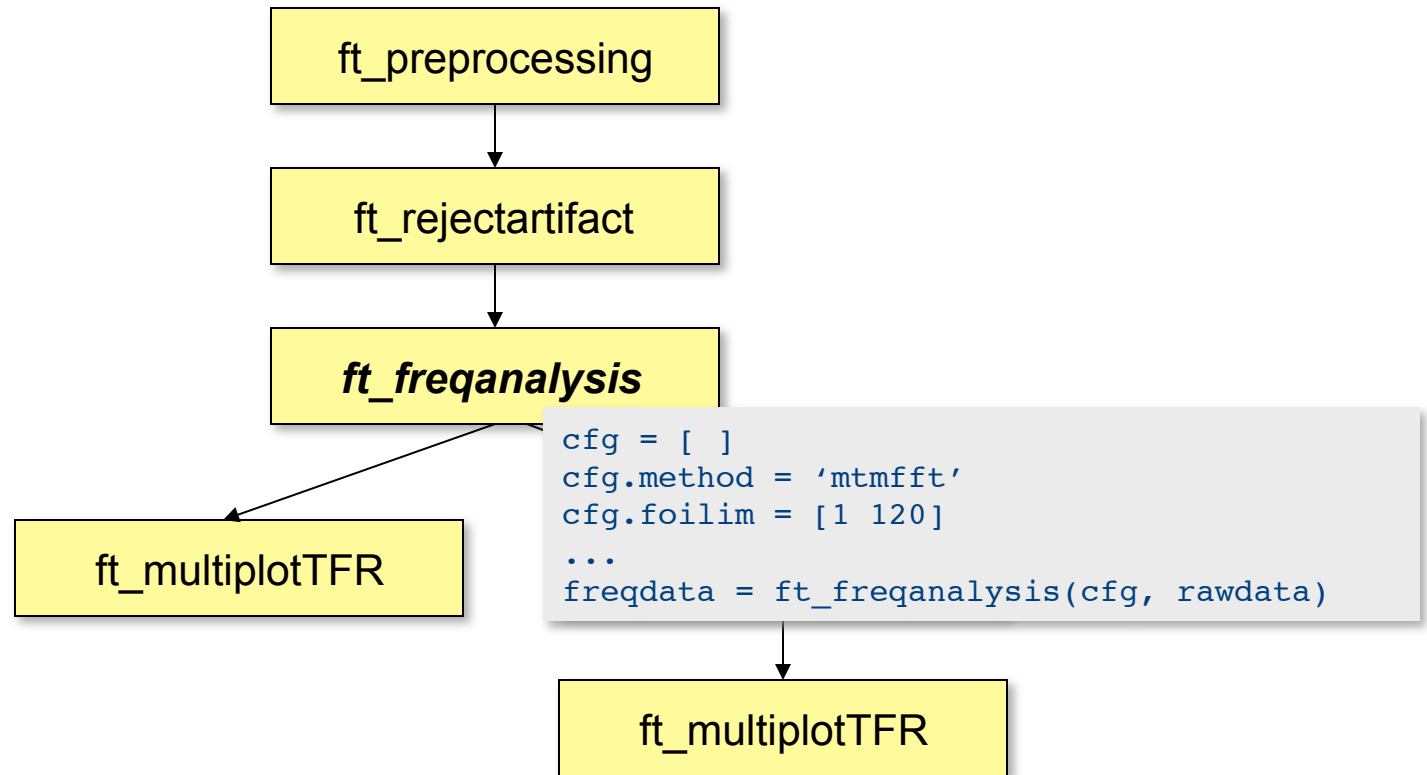 ft_preprocessing
ft_rejectartifact
ft_freqanalysis
cfg = [ ]
cfg.method = ‘mtmfft’
cfg.foilim = [1 120]
...
freqdata = ft_freqanalysis(cfg, rawdata)
ft_multiplotTFR
ft_multiplotTFR